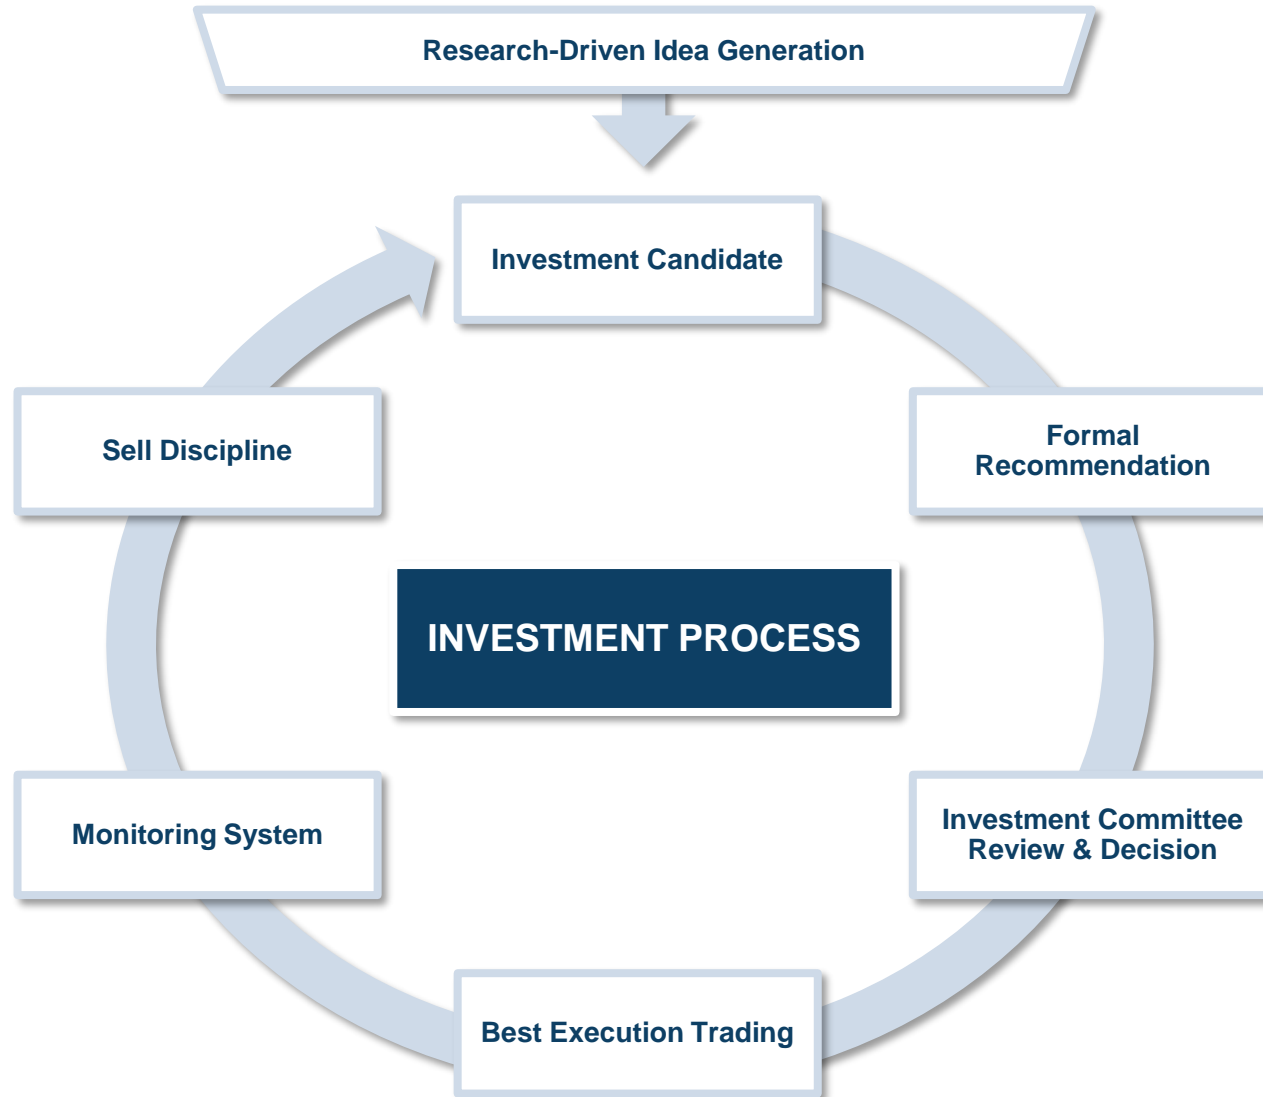 Research-Driven Idea Generation
Investment Candidate
Formal
Recommendation
Investment Committee
Review & Decision
Best Execution Trading
Monitoring System
Sell Discipline
INVESTMENT PROCESS